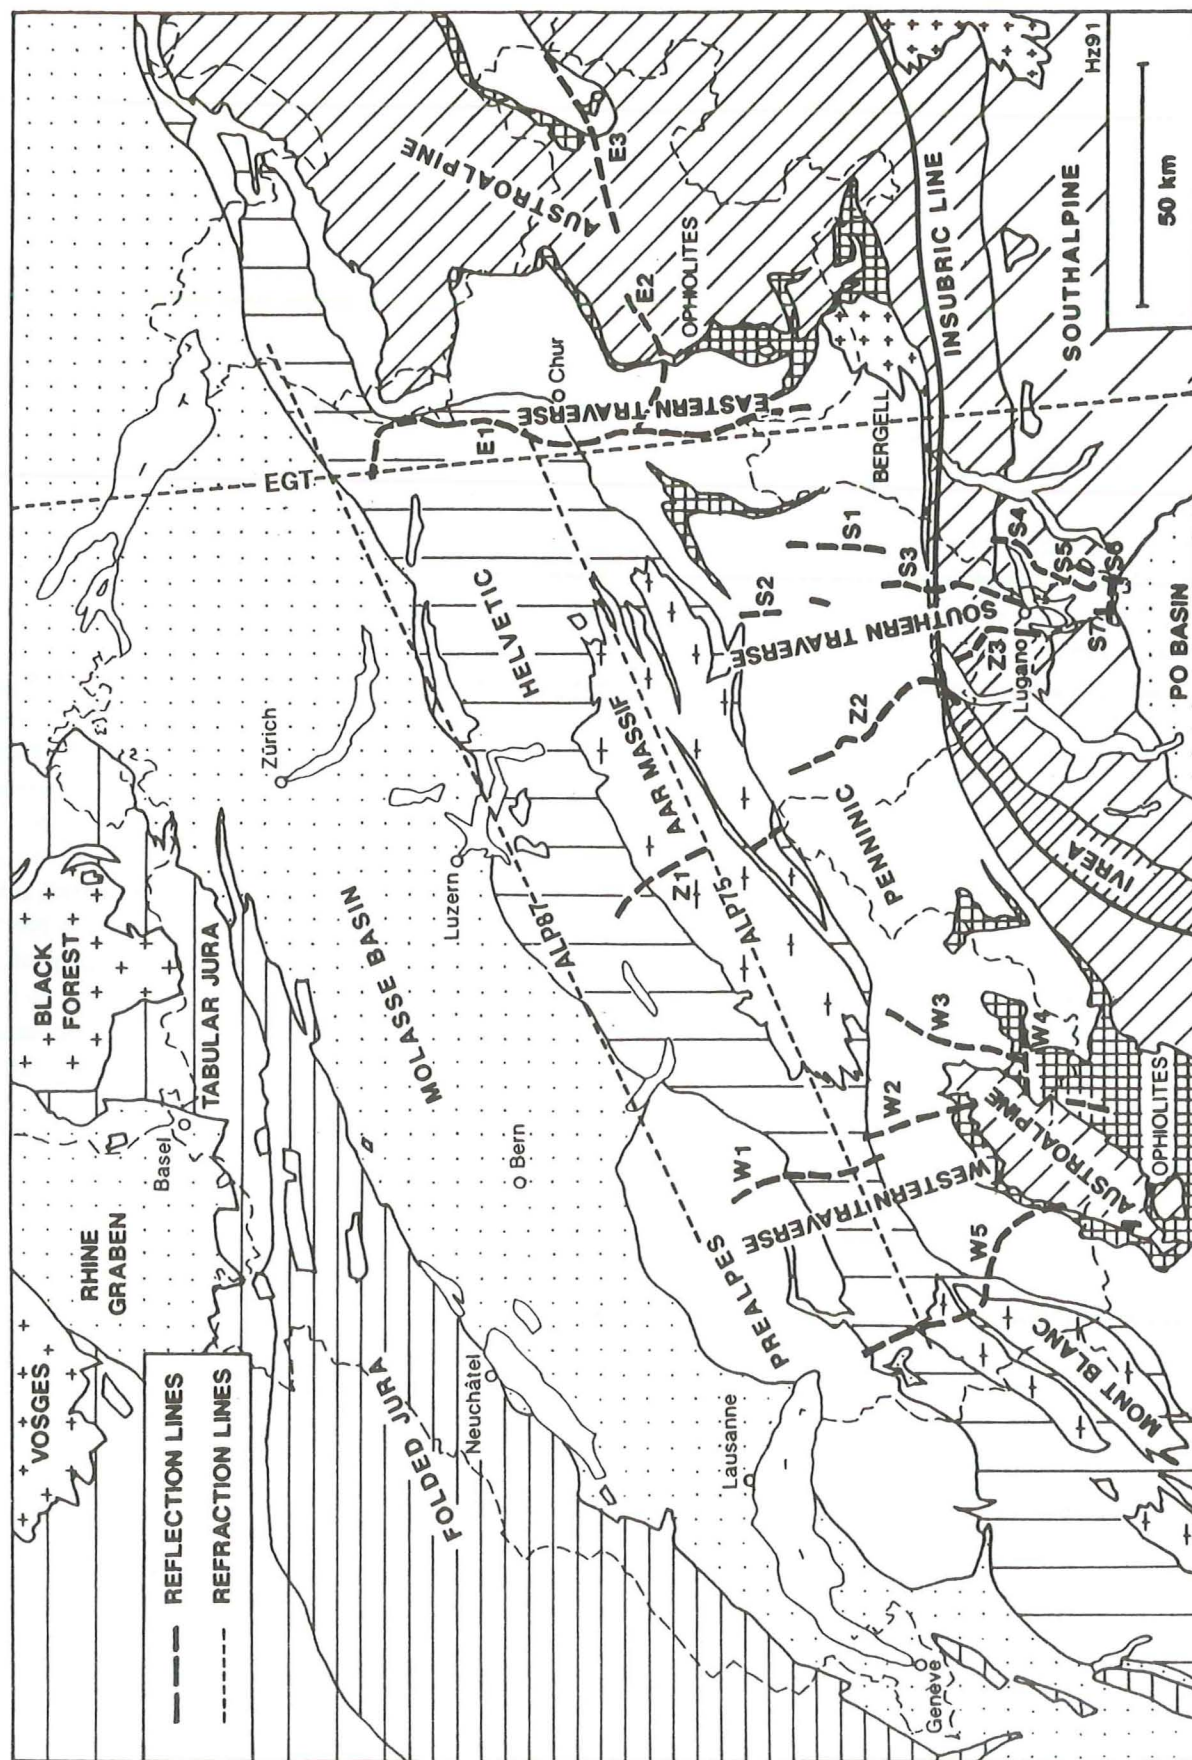 VOSGES
RHINE
GRABEN
BLACK
FOREST
Basel
TABULAR JURA
REFLECTION LINES
REFRACTION LINES
FOLDED JURA
Neuchâtel
Bern
MOLASSE BASIN
Luzern
Zürich
EGT
ALP87
HELVETIC
E1
EASTERN TRAVERSE
Chur
AUSTROALPINE
E3
E2
OPHIOLITES
Lausanne
PREALPES
W1
WESTERN TRAVERSE
Z1
AAR MASSIF
ALP75
Genève
MONT BLANC
W5
W2
W3
W4
AUSTROALPINE
OPHIOLITES
PENNINIC
Z2
SOUTHERN TRAVERSE
S2
S1
S3
BERGELL
INSUBRIC LINE
IVREA
Z3
Lugano
S4
S5
S6
S7
PO BASIN
SOUTHALPINE
50 km
Hz91